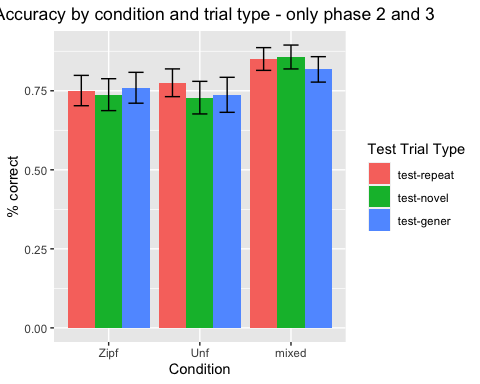 Accuracy by condition and trial type - only phase 2 and 3
% correct
0.75
0.50
0.25
0.00
Zipf
Unf
mixed
Condition
Test Trial Type
test-repeat
test-novel
test-gener